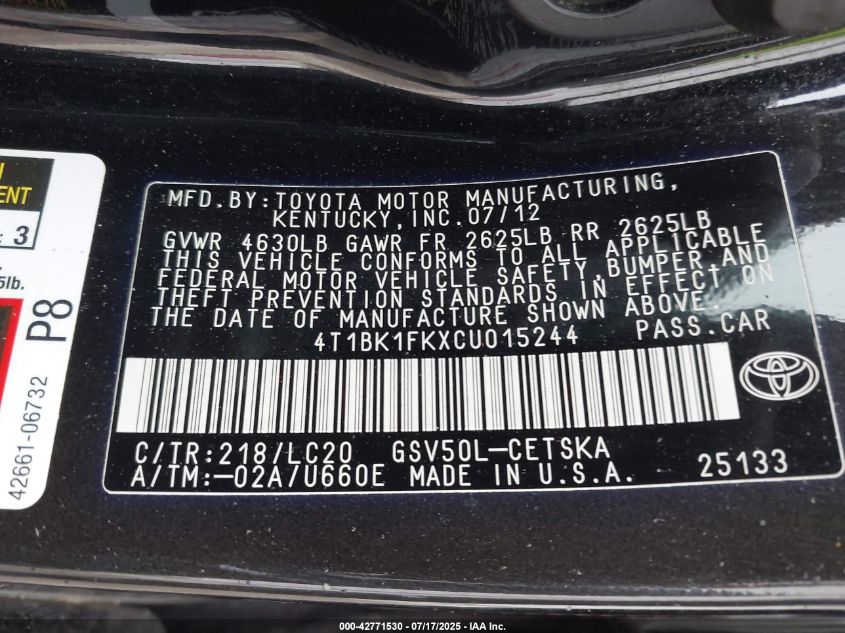 MFD. BY: TOYOTA MOTOR MANUFACTURING,
KENTUCKY, INC. 07/12
GVWR 4630LB GAWR FR 2625LB RR 2625LB
THIS VEHICLE CONFORMS TO ALL APPLICABLE
FEDERAL MOTOR VEHICLE SAFETY, BUMPER AND
THEFT PREVENTION STANDARDS IN EFFECT ON
THE DATE OF MANUFACTURE SHOWN ABOVE.
4T1BK1FKXCU015244 PASS.CAR
C/TR:218/LC20 GSV50L-CETSKA
A/TM:-02A/U660E MADE IN U.S.A. 25133
: 3
5lb.
P8
42661-06732
000-42771530 - 07/17/2025 - IAA Inc.